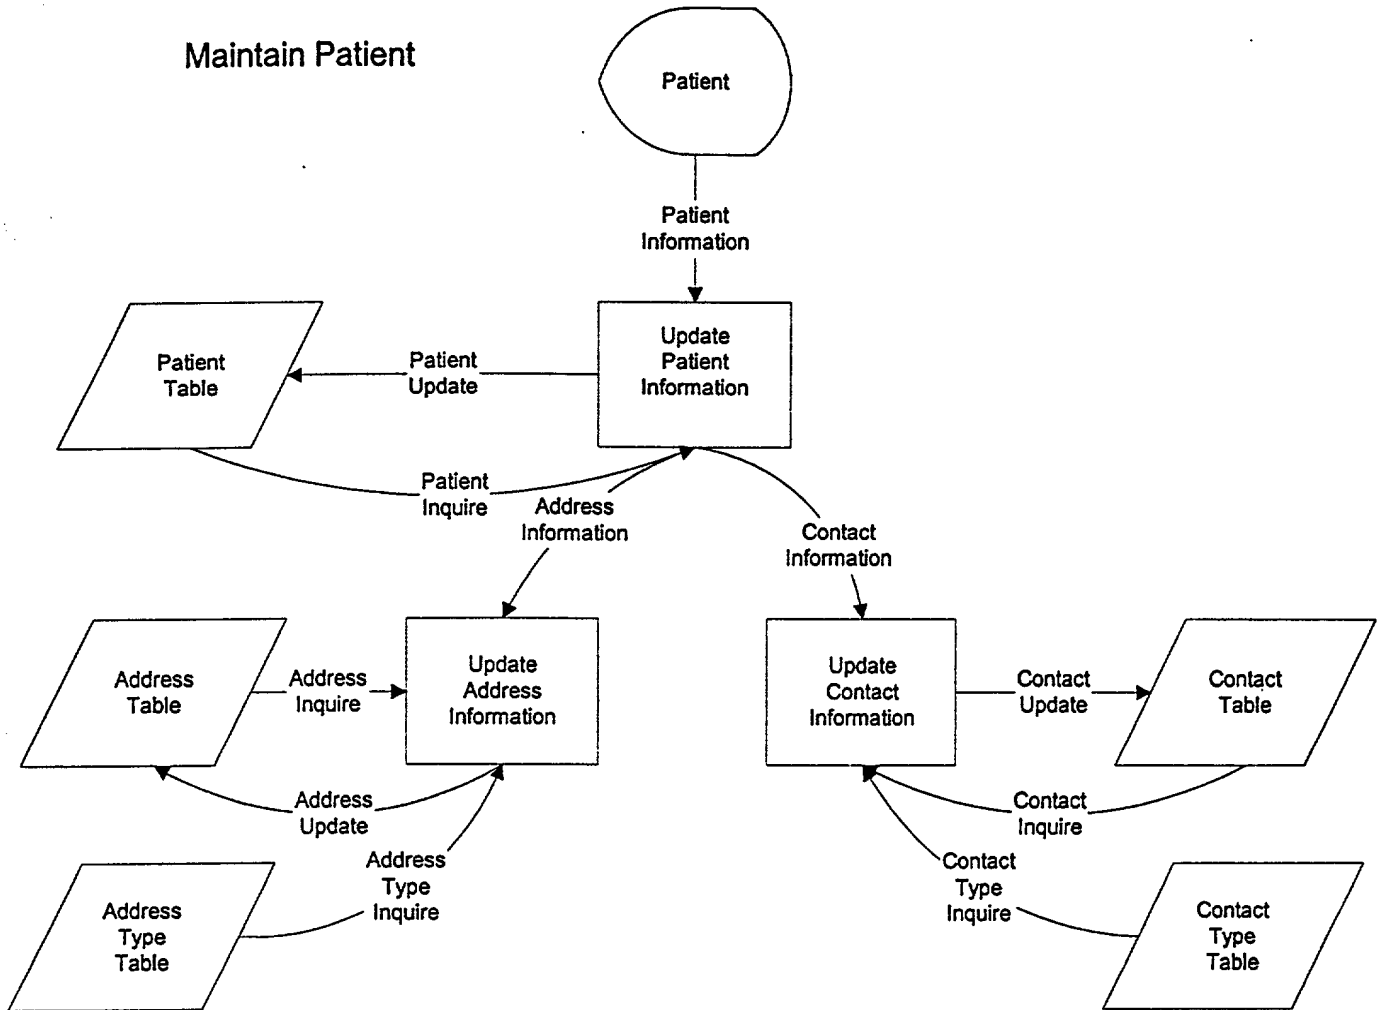 Maintain Patient
Patient
Patient
Information
Update
Patient
Information
Patient
Table
Patient
Update
Patient
Inquire
Address
Information
Contact
Information
Address
Table
Address
Inquire
Update
Address
Information
Update
Contact
Information
Contact
Update
Contact
Table
Address
Update
Contact
Inquire
Address
Type
Inquire
Contact
Type
Inquire
Address
Type
Table
Contact
Type
Table